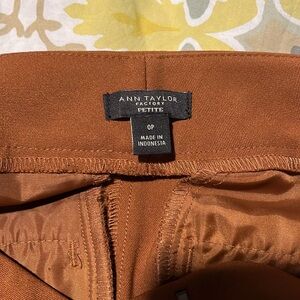 ANN TAYLOR
FACTORY
PETITE
0P
MADE IN
INDONESIA